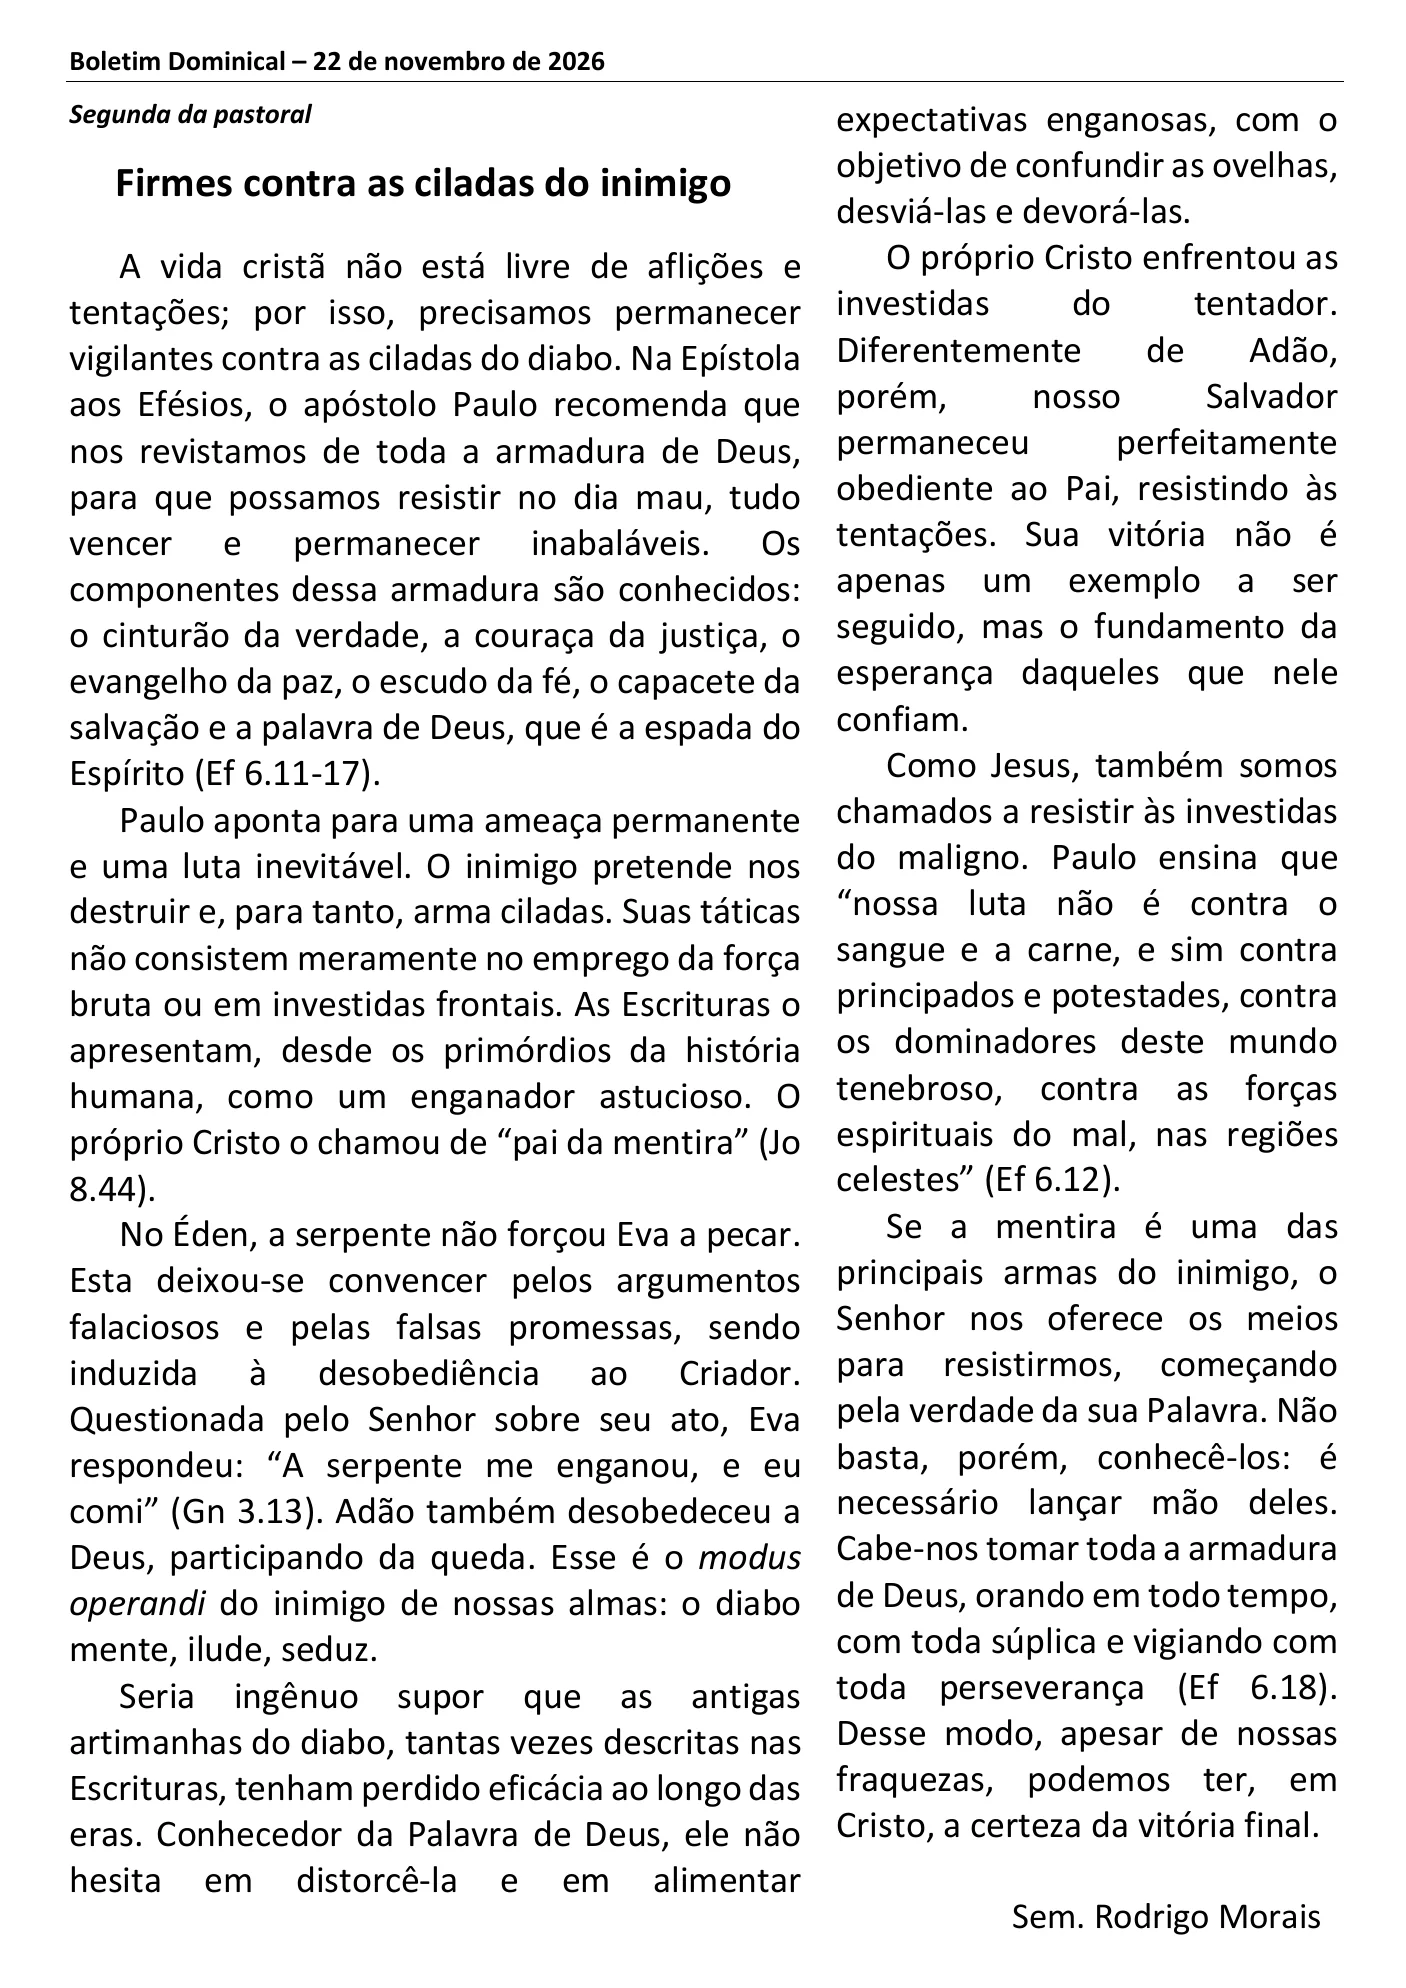 Boletim Dominical – 22 de novembro de 2026
Segunda da pastoral
Firmes contra as ciladas do inimigo
A vida cristã não está livre de aflições e
tentações; por isso, precisamos permanecer
vigilantes contra as ciladas do diabo. Na Epístola
aos Efésios, o apóstolo Paulo recomenda que
nos revistamos de toda a armadura de Deus,
para que possamos resistir no dia mau, tudo
vencer e permanecer inabaláveis. Os
componentes dessa armadura são conhecidos:
o cinturão da verdade, a couraça da justiça, o
evangelho da paz, o escudo da fé, o capacete da
salvação e a palavra de Deus, que é a espada do
Espírito (Ef 6.11-17).
Paulo aponta para uma ameaça permanente
e uma luta inevitável. O inimigo pretende nos
destruir e, para tanto, arma ciladas. Suas táticas
não consistem meramente no emprego da força
bruta ou em investidas frontais. As Escrituras o
apresentam, desde os primórdios da história
humana, como um enganador astucioso. O
próprio Cristo o chamou de “pai da mentira” (Jo
8.44).
No Éden, a serpente não forçou Eva a pecar.
Esta deixou-se convencer pelos argumentos
falaciosos e pelas falsas promessas, sendo
induzida à desobediência ao Criador.
Questionada pelo Senhor sobre seu ato, Eva
respondeu: “A serpente me enganou, e eu
comi” (Gn 3.13). Adão também desobedeceu a
Deus, participando da queda. Esse é o modus
operandi do inimigo de nossas almas: o diabo
mente, ilude, seduz.
Seria ingênuo supor que as antigas
artimanhas do diabo, tantas vezes descritas nas
Escrituras, tenham perdido eficácia ao longo das
eras. Conhecedor da Palavra de Deus, ele não
hesita em distorcê-la e em alimentar
expectativas enganosas, com o
objetivo de confundir as ovelhas,
desviá-las e devorá-las.
O próprio Cristo enfrentou as
investidas do tentador.
Diferentemente de Adão,
porém, nosso Salvador
permaneceu perfeitamente
obediente ao Pai, resistindo às
tentações. Sua vitória não é
apenas um exemplo a ser
seguido, mas o fundamento da
esperança daqueles que nele
confiam.
Como Jesus, também somos
chamados a resistir às investidas
do maligno. Paulo ensina que
“nossa luta não é contra o
sangue e a carne, e sim contra
principados e potestades, contra
os dominadores deste mundo
tenebroso, contra as forças
espirituais do mal, nas regiões
celestes” (Ef 6.12).
Se a mentira é uma das
principais armas do inimigo, o
Senhor nos oferece os meios
para resistirmos, começando
pela verdade da sua Palavra. Não
basta, porém, conhecê-los: é
necessário lançar mão deles.
Cabe-nos tomar toda a armadura
de Deus, orando em todo tempo,
com toda súplica e vigiando com
toda perseverança (Ef 6.18).
Desse modo, apesar de nossas
fraquezas, podemos ter, em
Cristo, a certeza da vitória final.
Sem. Rodrigo Morais